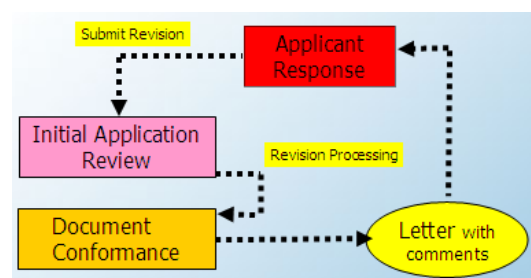 Submit Revision
Applicant
Response
Initial Application
Review
Revision Processing
Document
Conformance
Letter with
comments